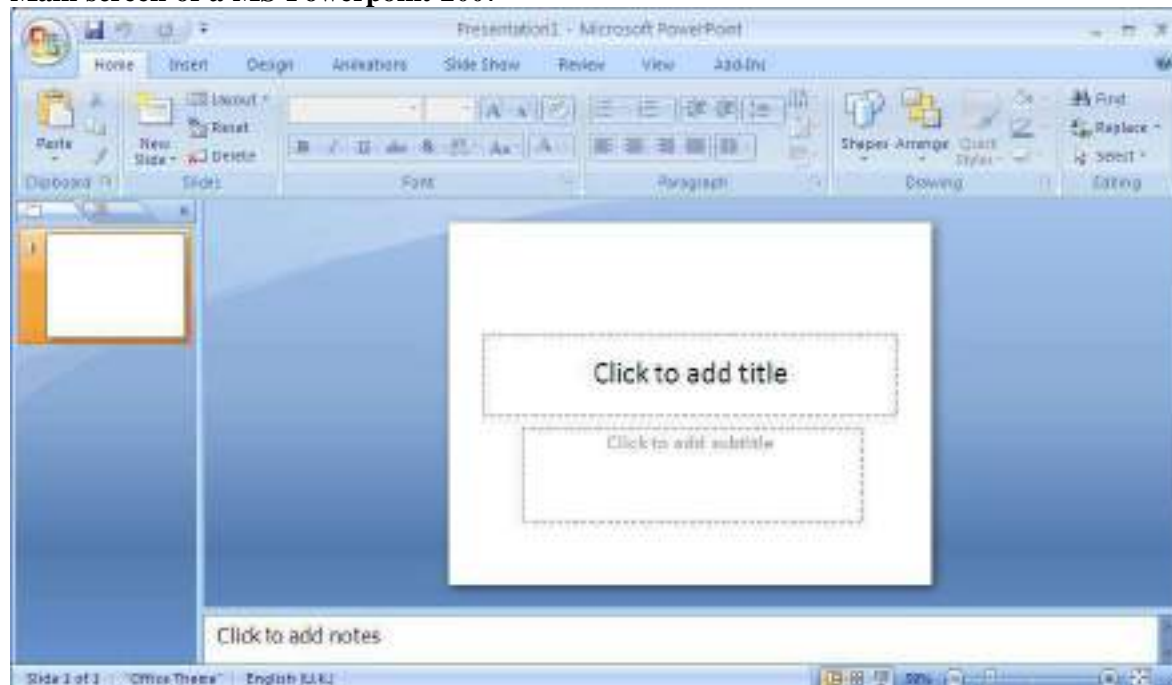 Main screen of a MS Powerpoint 2007
Presentation1 - Microsoft PowerPoint
Home Insert Design Animations Slide Show Review View Add-Ins
Paste
New Slide
Layout
Reset
Delete
Shapes Arrange Quick Styles
Find
Replace
Select
Clipboard Slides Font Paragraph Drawing Editing
1
Click to add title
Click to add subtitle
Click to add notes
Slide 1 of 1 "Office Theme" English (U.K.) 59%